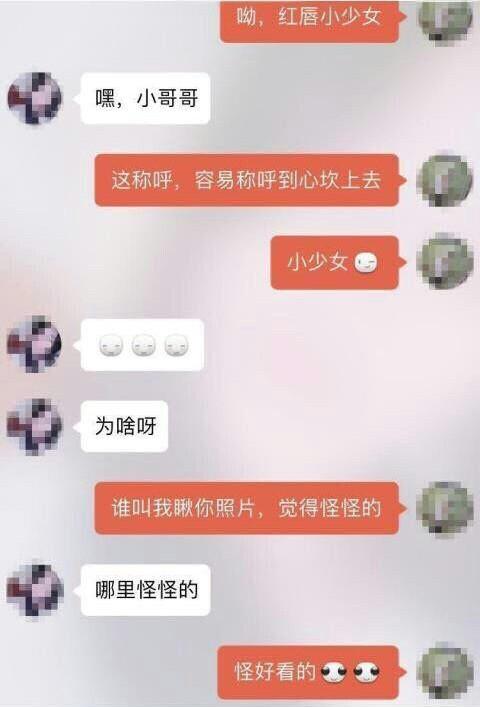 呦，红唇小少女
嘿，小哥哥
这称呼，容易称呼到心坎上去
小少女
为啥呀
谁叫我瞅你照片，觉得怪怪的
哪里怪怪的
怪好看的